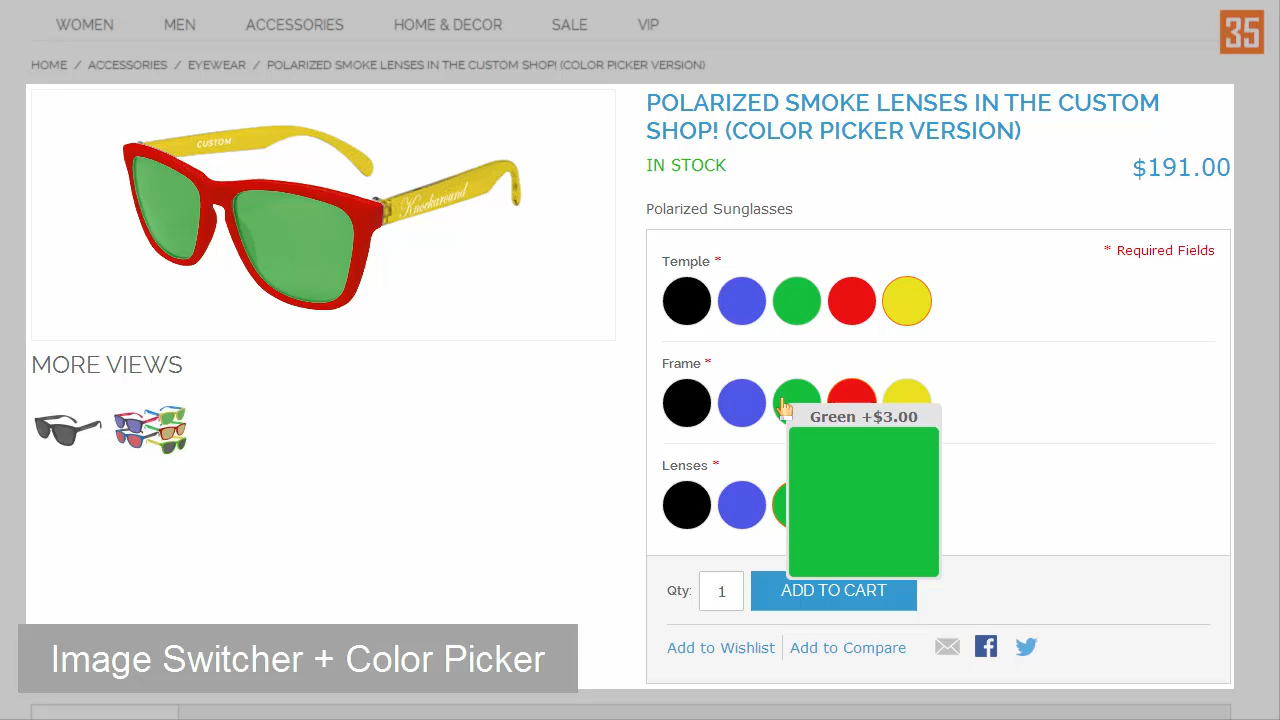 WOMEN MEN ACCESSORIES HOME & DECOR SALE VIP
35
HOME / ACCESSORIES / EYEWEAR / POLARIZED SMOKE LENSES IN THE CUSTOM SHOP! (COLOR PICKER VERSION)
CUSTOM
Knockaround
POLARIZED SMOKE LENSES IN THE CUSTOM
SHOP! (COLOR PICKER VERSION)
IN STOCK
$191.00
Polarized Sunglasses
* Required Fields
Temple *
Frame *
Green +$3.00
Lenses *
Qty: 1 ADD TO CART
Add to Wishlist Add to Compare
MORE VIEWS
Image Switcher + Color Picker